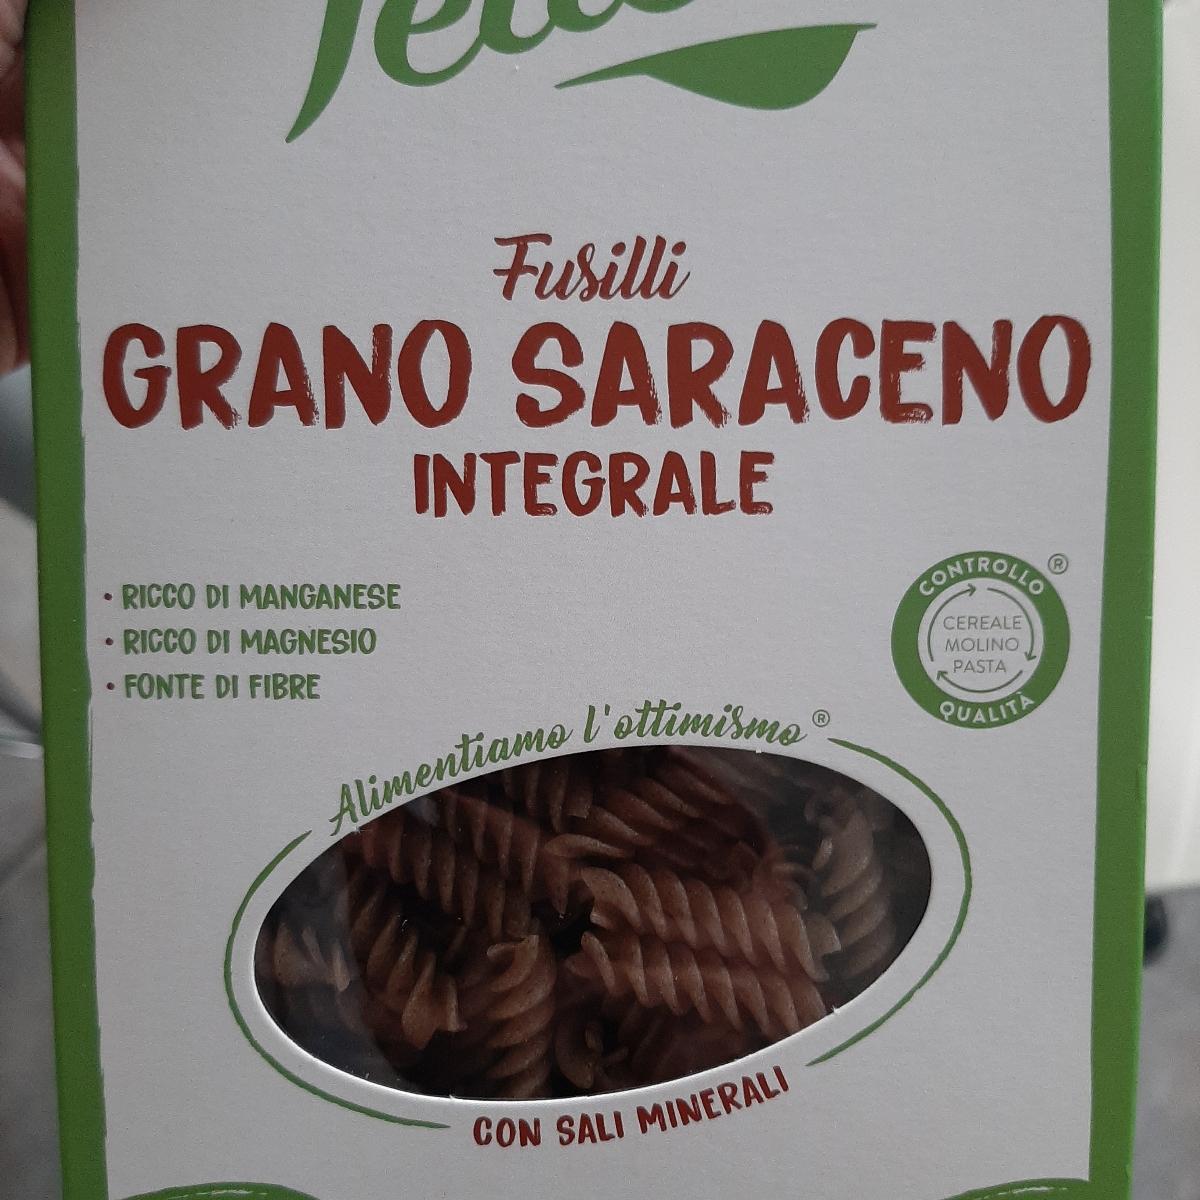 Fusilli
GRANO SARACENO
INTEGRALE
• RICCO DI MANGANESE
• RICCO DI MAGNESIO
• FONTE DI FIBRE
CONTROLLO ®
CEREALE
MOLINO
PASTA
QUALITÀ
Alimentiamo l'ottimismo ®
CON SALI MINERALI